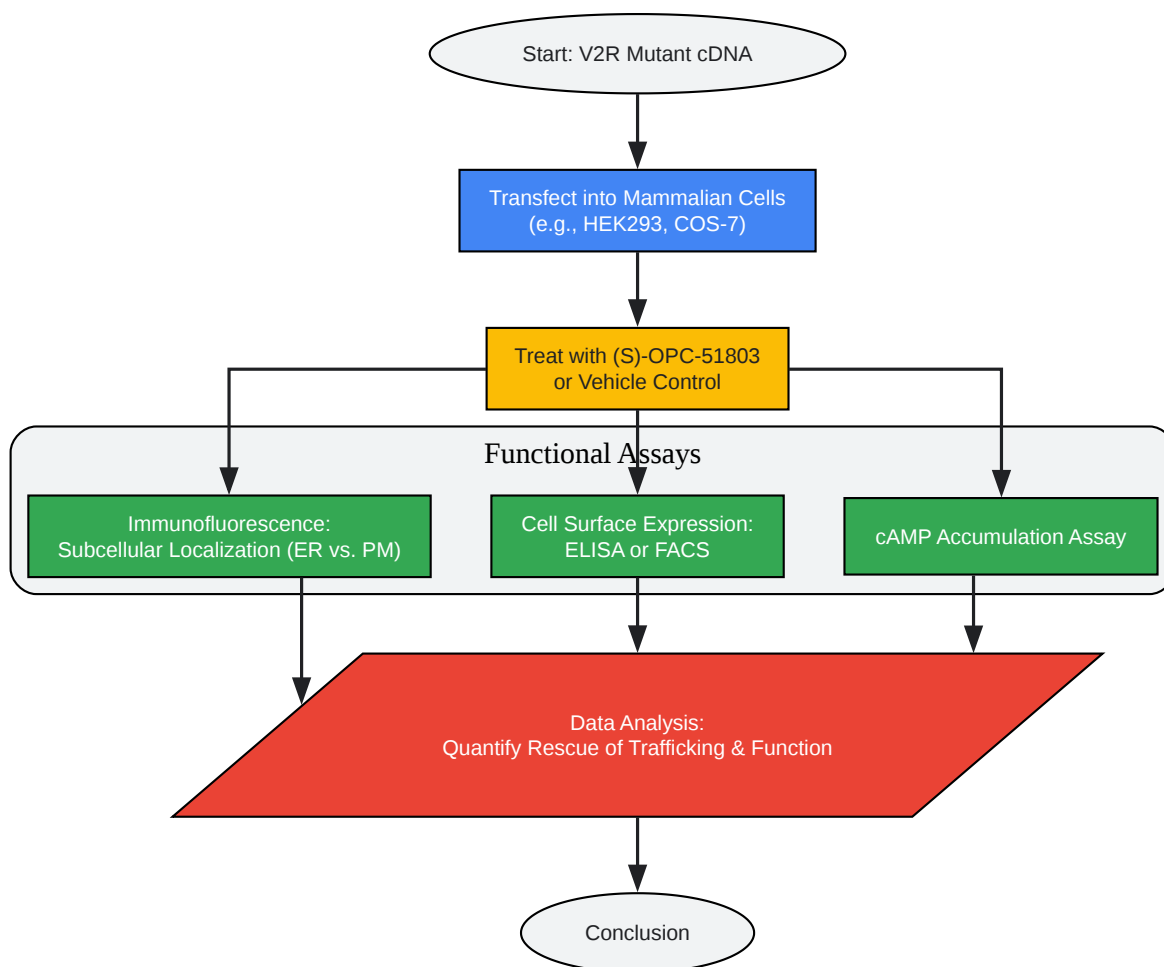 Start: V2R Mutant cDNA
Transfect into Mammalian Cells
(e.g., HEK293, COS-7)
Treat with (S)-OPC-51803
or Vehicle Control
Functional Assays
Immunofluorescence:
Subcellular Localization (ER vs. PM)
Cell Surface Expression:
ELISA or FACS
cAMP Accumulation Assay
Data Analysis:
Quantify Rescue of Trafficking & Function
Conclusion